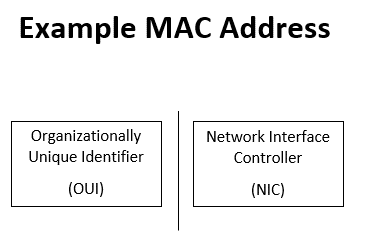 Example MAC Address
Organizationally
Unique Identifier
(OUI)
Network Interface
Controller
(NIC)